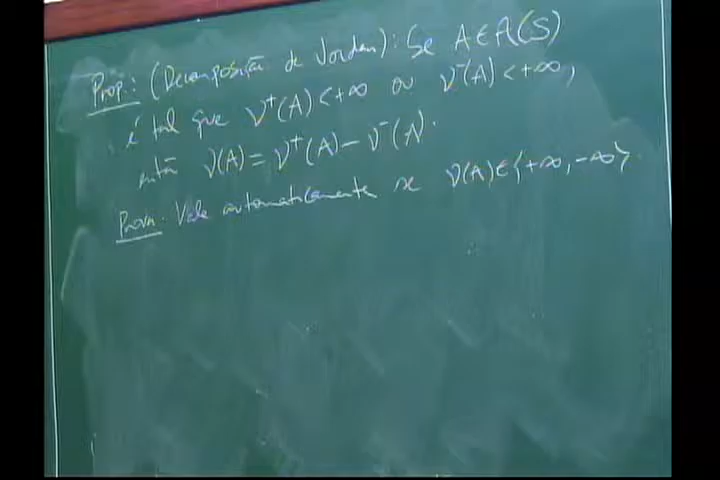 Prop.: (Decomposição de Jordan): Se A ∈ 𝒜(S)
é tal que ν⁺(A) < +∞ ou ν⁻(A) < +∞,
então ν(A) = ν⁺(A) − ν⁻(A).
Prova: Vale automaticamente se ν(A) ∈ {+∞, −∞}.